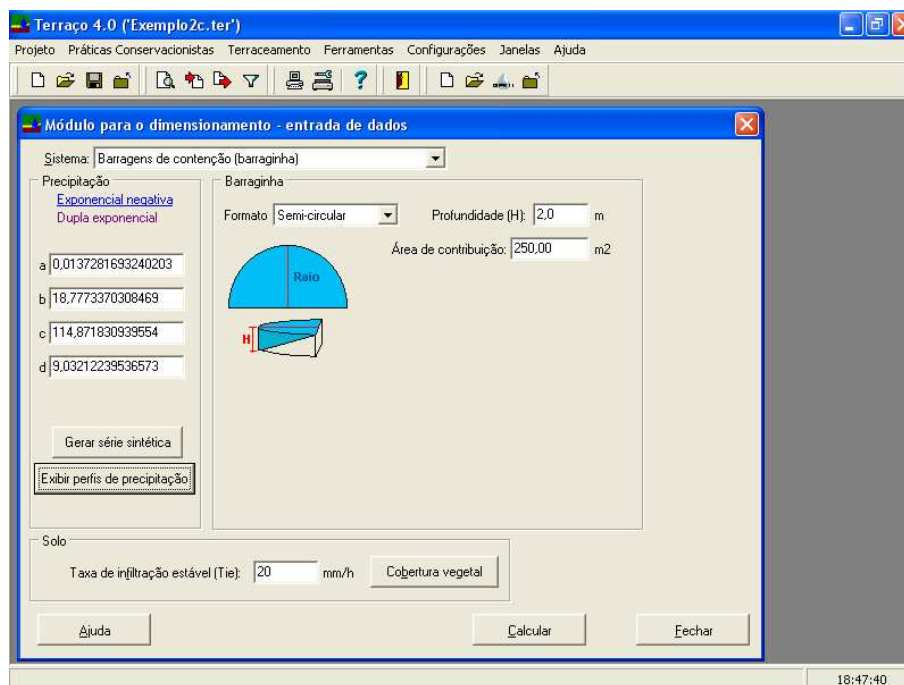 Terraço 4.0 ('Exemplo2c.ter')
Projeto Práticas Conservacionistas Terraceamento Ferramentas Configurações Janelas Ajuda
Módulo para o dimensionamento - entrada de dados
Sistema: Barragens de contenção (barraginha)
Precipitação
Exponencial negativa
Dupla exponencial
a 0,0137281693240203
b 18,7773370308469
c 114,871830939554
d 9,03212239536573
Gerar série sintética
Exibir perfis de precipitação
Barraginha
Formato Semi-circular Profundidade (H): 2,0 m
Área de contribuição: 250,00 m2
Raio
H
Solo
Taxa de infiltração estável (Tie): 20 mm/h Cobertura vegetal
Ajuda Calcular Fechar
18:47:40